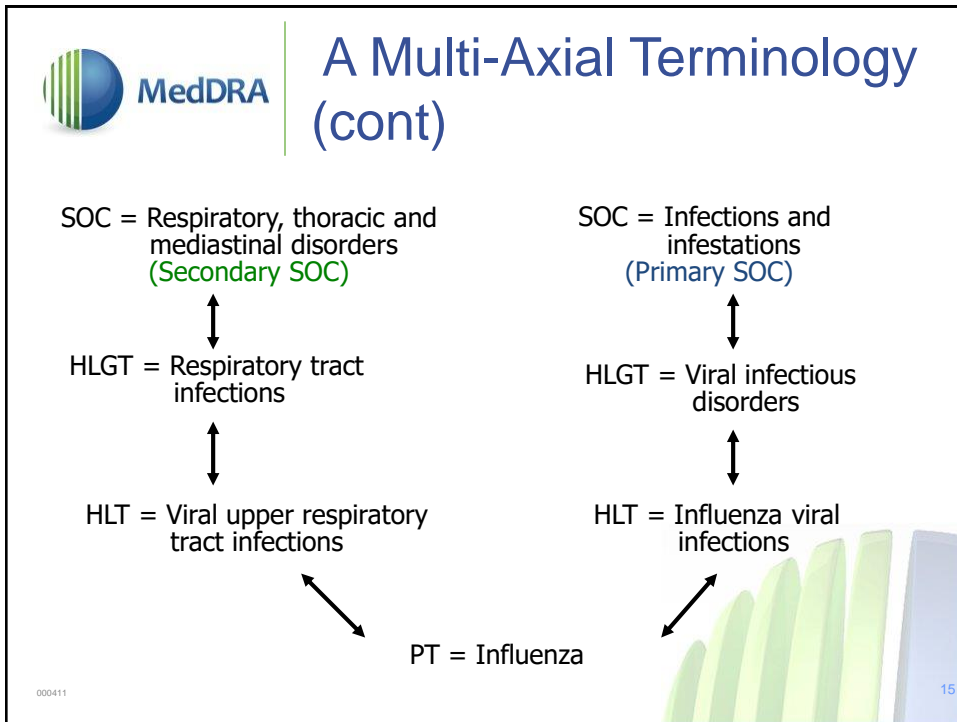 MedDRA
A Multi-Axial Terminology
(cont)
SOC = Respiratory, thoracic and
mediastinal disorders
(Secondary SOC)
HLGT = Respiratory tract
infections
HLT = Viral upper respiratory
tract infections
SOC = Infections and
infestations
(Primary SOC)
HLGT = Viral infectious
disorders
HLT = Influenza viral
infections
PT = Influenza
000411
15